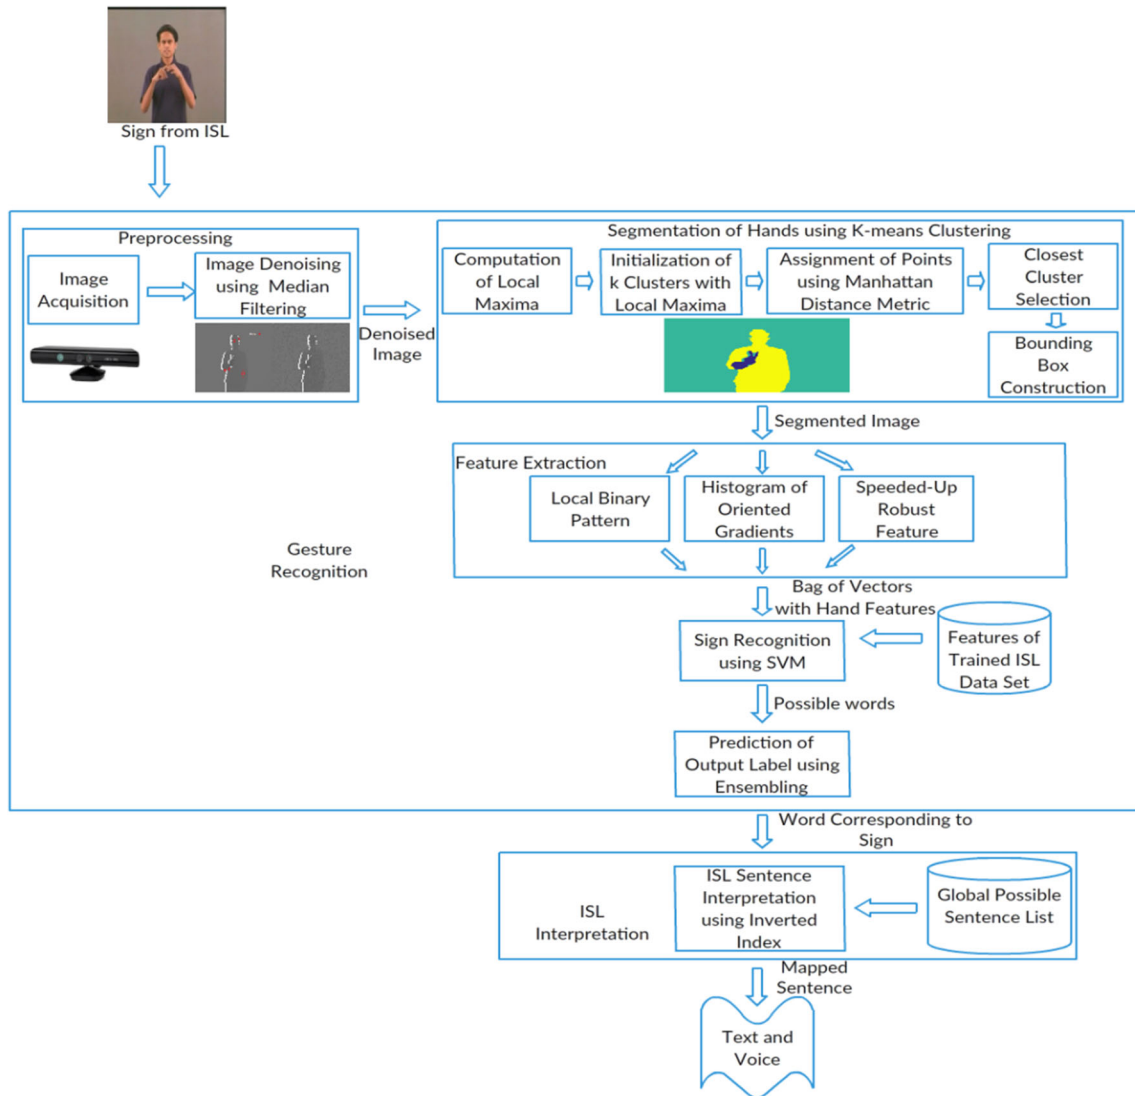 Sign from ISL
Preprocessing
Image
Acquisition
Image Denoising
using Median
Filtering
Denoised
Image
Segmentation of Hands using K-means Clustering
Computation
of Local
Maxima
Initialization of
k Clusters with
Local Maxima
Assignment of Points
using Manhattan
Distance Metric
Closest
Cluster
Selection
Bounding
Box
Construction
Segmented Image
Feature Extraction
Local Binary
Pattern
Histogram of
Oriented
Gradients
Speeded-Up
Robust
Feature
Gesture
Recognition
Bag of Vectors
with Hand Features
Sign Recognition
using SVM
Features of
Trained ISL
Data Set
Possible words
Prediction of
Output Label using
Ensembling
Word Corresponding to
Sign
ISL
Interpretation
ISL Sentence
Interpretation
using Inverted
Index
Global Possible
Sentence List
Mapped
Sentence
Text and
Voice